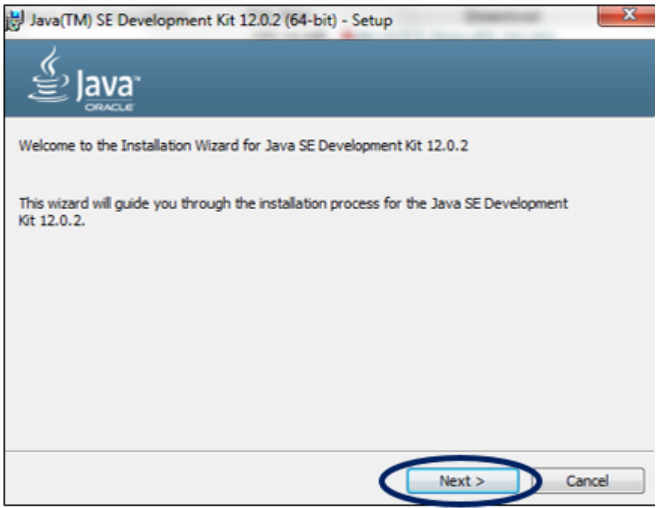 Java(TM) SE Development Kit 12.0.2 (64-bit) - Setup
Java™
ORACLE
Welcome to the Installation Wizard for Java SE Development Kit 12.0.2
This wizard will guide you through the installation process for the Java SE Development
Kit 12.0.2.
Next >
Cancel